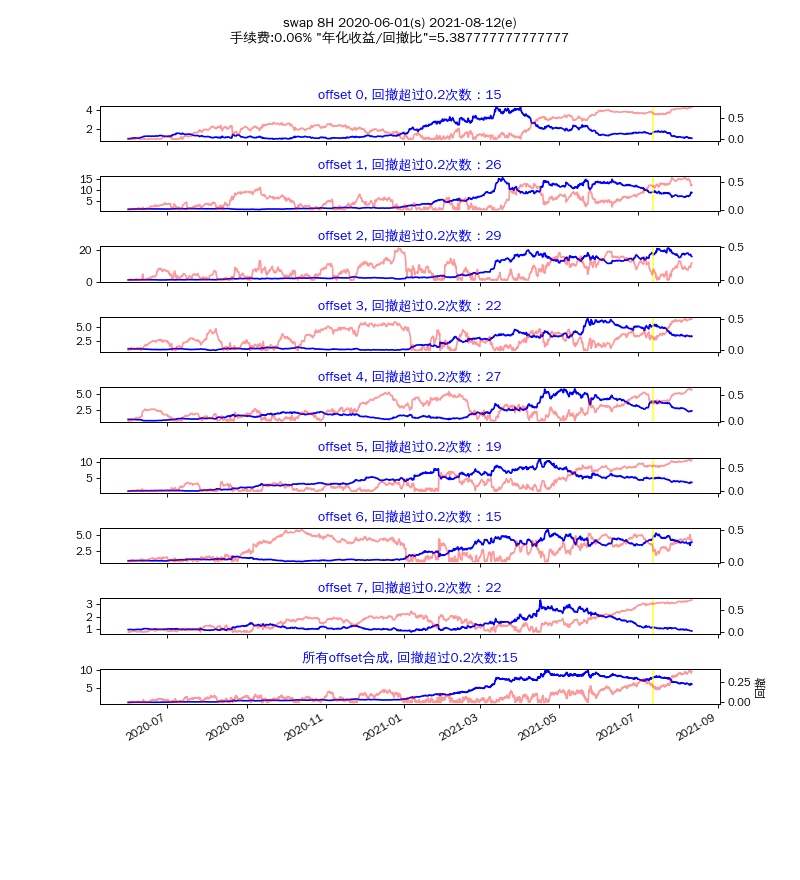 swap 8H 2020-06-01(s) 2021-08-12(e)
手续费:0.06% "年化收益/回撤比"=5.387777777777777
offset 0, 回撤超过0.2次数：15
4
2
0.5
0.0
offset 1, 回撤超过0.2次数：26
15
10
5
0.5
0.0
offset 2, 回撤超过0.2次数：29
20
0
0.5
0.0
offset 3, 回撤超过0.2次数：22
5.0
2.5
0.5
0.0
offset 4, 回撤超过0.2次数：27
5.0
2.5
0.5
0.0
offset 5, 回撤超过0.2次数：19
10
5
0.5
0.0
offset 6, 回撤超过0.2次数：15
5.0
2.5
0.5
0.0
offset 7, 回撤超过0.2次数：22
3
2
1
0.5
0.0
所有offset合成, 回撤超过0.2次数:15
10
5
0.25
0.00
回撤
2020-07 2020-09 2020-11 2021-01 2021-03 2021-05 2021-07 2021-09